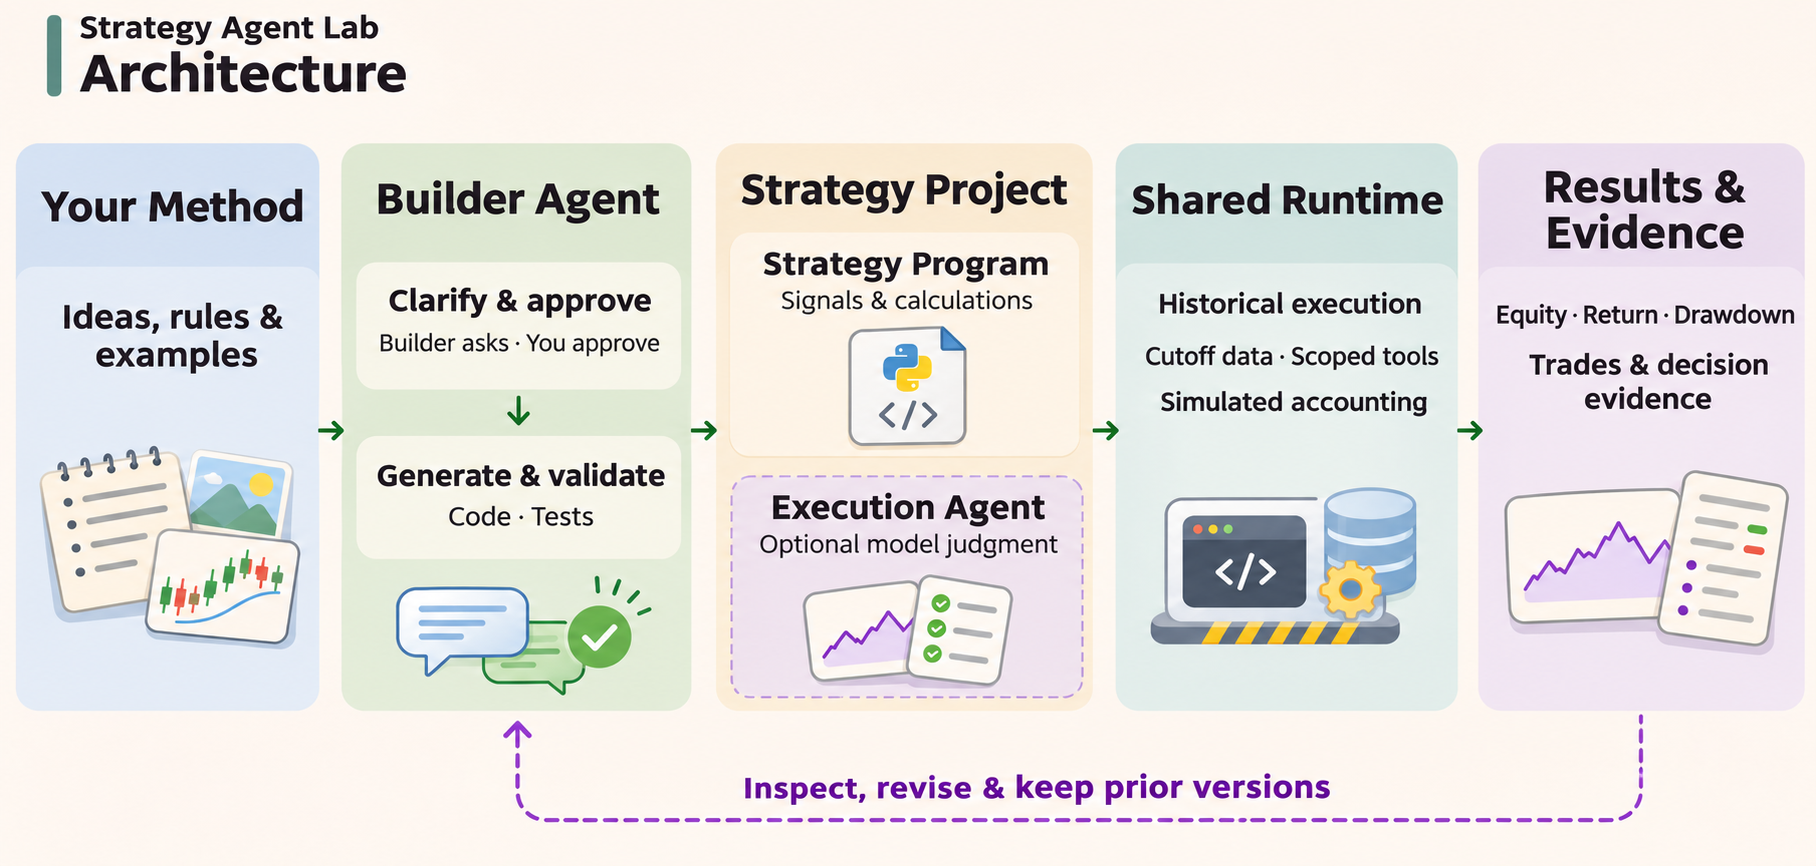 Strategy Agent Lab
Architecture
Your Method
Ideas, rules &
examples
Builder Agent
Clarify & approve
Builder asks · You approve
Generate & validate
Code · Tests
Strategy Project
Strategy Program
Signals & calculations
</>
Execution Agent
Optional model judgment
Shared Runtime
Historical execution
Cutoff data · Scoped tools
Simulated accounting
</>
Results &
Evidence
Equity · Return · Drawdown
Trades & decision
evidence
Inspect, revise & keep prior versions